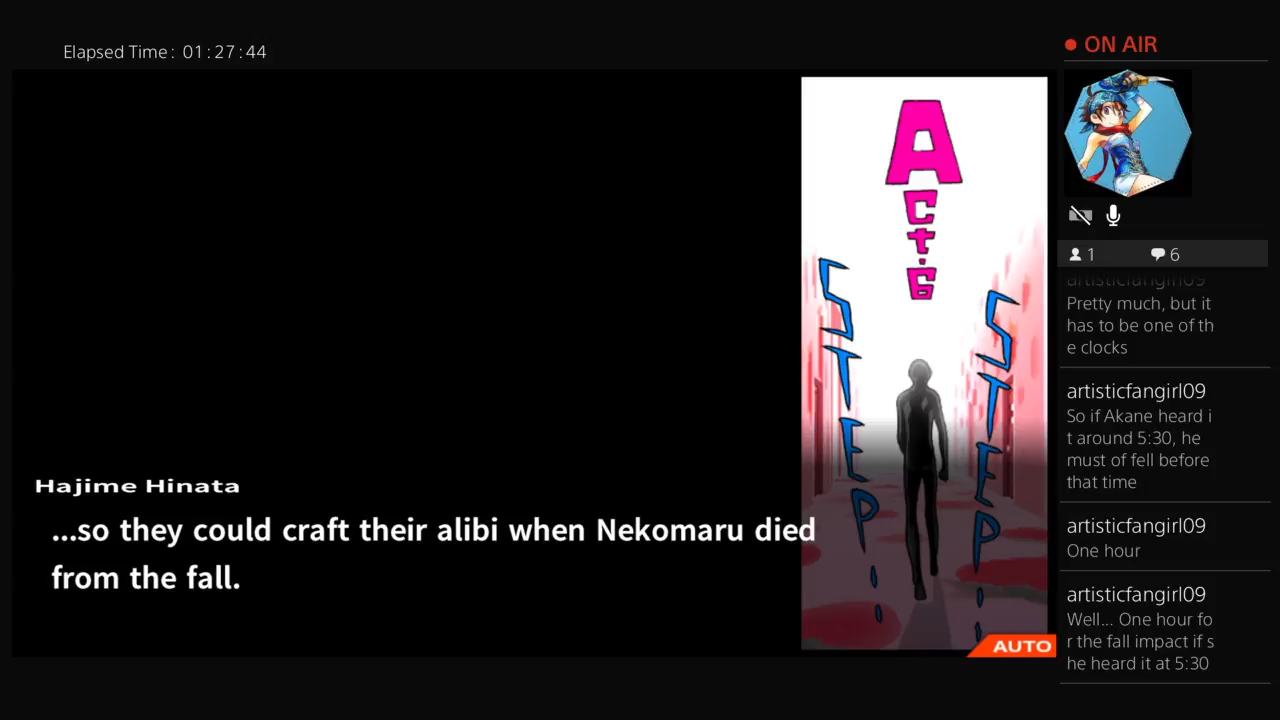 Elapsed Time: 01:27:44
ON AIR
Act.6
STEP..
STEP..
1
6
artisticfangirl09
Pretty much, but it
has to be one of th
e clocks
artisticfangirl09
So if Akane heard i
t around 5:30, he
must of fell before
that time
artisticfangirl09
One hour
artisticfangirl09
Well... One hour fo
r the fall impact if s
he heard it at 5:30
Hajime Hinata
...so they could craft their alibi when Nekomaru died
from the fall.
AUTO